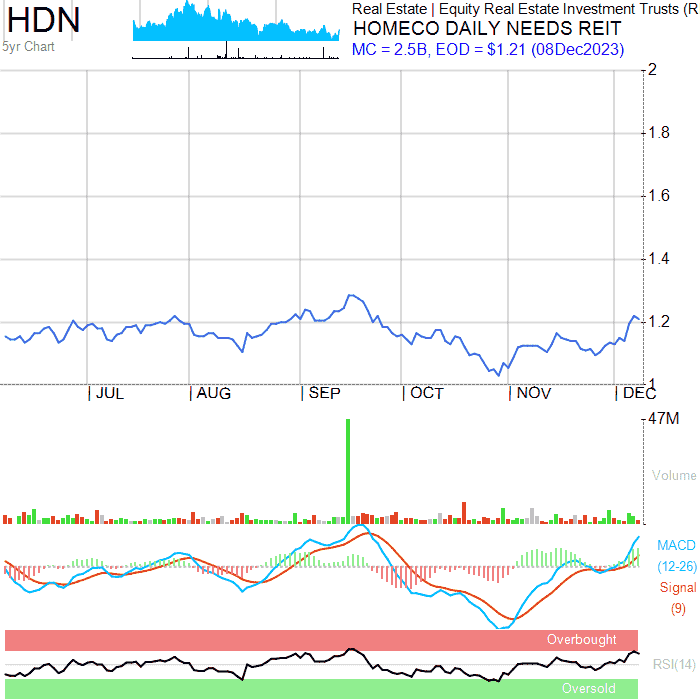 HDN
5yr Chart
Real Estate | Equity Real Estate Investment Trusts (R
HOMECO DAILY NEEDS REIT
MC = 2.5B, EOD = $1.21 (08Dec2023)
2
1.8
1.6
1.4
1.2
1
JUL AUG SEP OCT NOV DEC
47M
Volume
MACD
(12-26)
Signal
(9)
Overbought
RSI(14)
Oversold